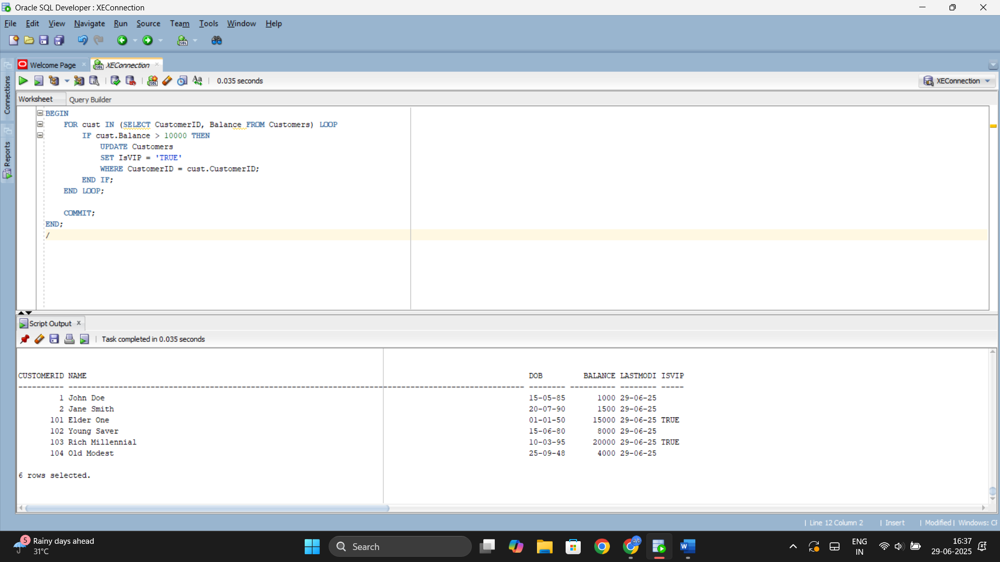 Oracle SQL Developer : XEConnection
File Edit View Navigate Run Source Team Tools Window Help
Welcome Page XEConnection
0.035 seconds
XEConnection
Connections
Reports
Worksheet Query Builder
BEGIN
FOR cust IN (SELECT CustomerID, Balance FROM Customers) LOOP
IF cust.Balance > 10000 THEN
UPDATE Customers
SET IsVIP = 'TRUE'
WHERE CustomerID = cust.CustomerID;
END IF;
END LOOP;
COMMIT;
END;
/
Script Output
Task completed in 0.035 seconds
CUSTOMERID NAME DOB BALANCE LASTMODI ISVIP
1 John Doe 15-05-85 1000 29-06-25
2 Jane Smith 20-07-90 1500 29-06-25
101 Elder One 01-01-50 15000 29-06-25 TRUE
102 Young Saver 15-06-80 8000 29-06-25
103 Rich Millennial 10-03-95 20000 29-06-25 TRUE
104 Old Modest 25-09-48 4000 29-06-25
6 rows selected.
Line 12 Column 2 | Insert | Modified | Windows:
5 Rainy days ahead
31°C
Search
ENG
IN
16:37
29-06-2025